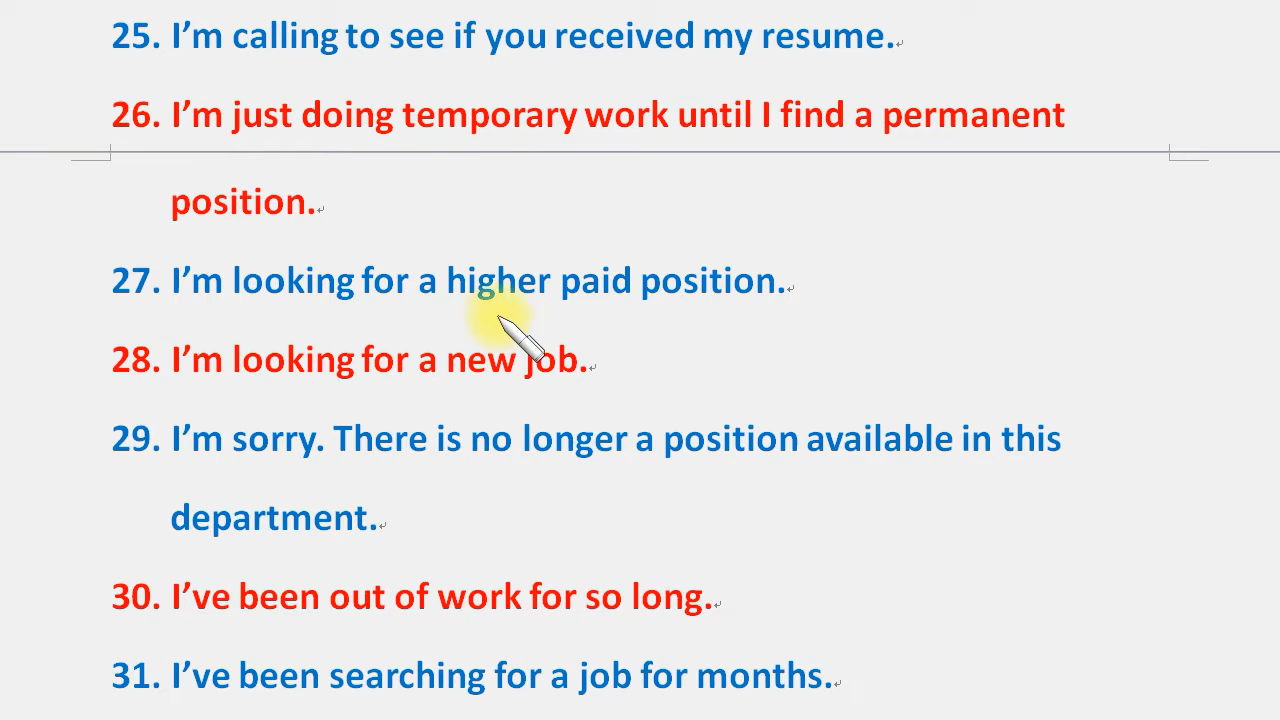 25. I’m calling to see if you received my resume.
26. I’m just doing temporary work until I find a permanent
position.
27. I’m looking for a higher paid position.
28. I’m looking for a new job.
29. I’m sorry. There is no longer a position available in this
department.
30. I’ve been out of work for so long.
31. I’ve been searching for a job for months.